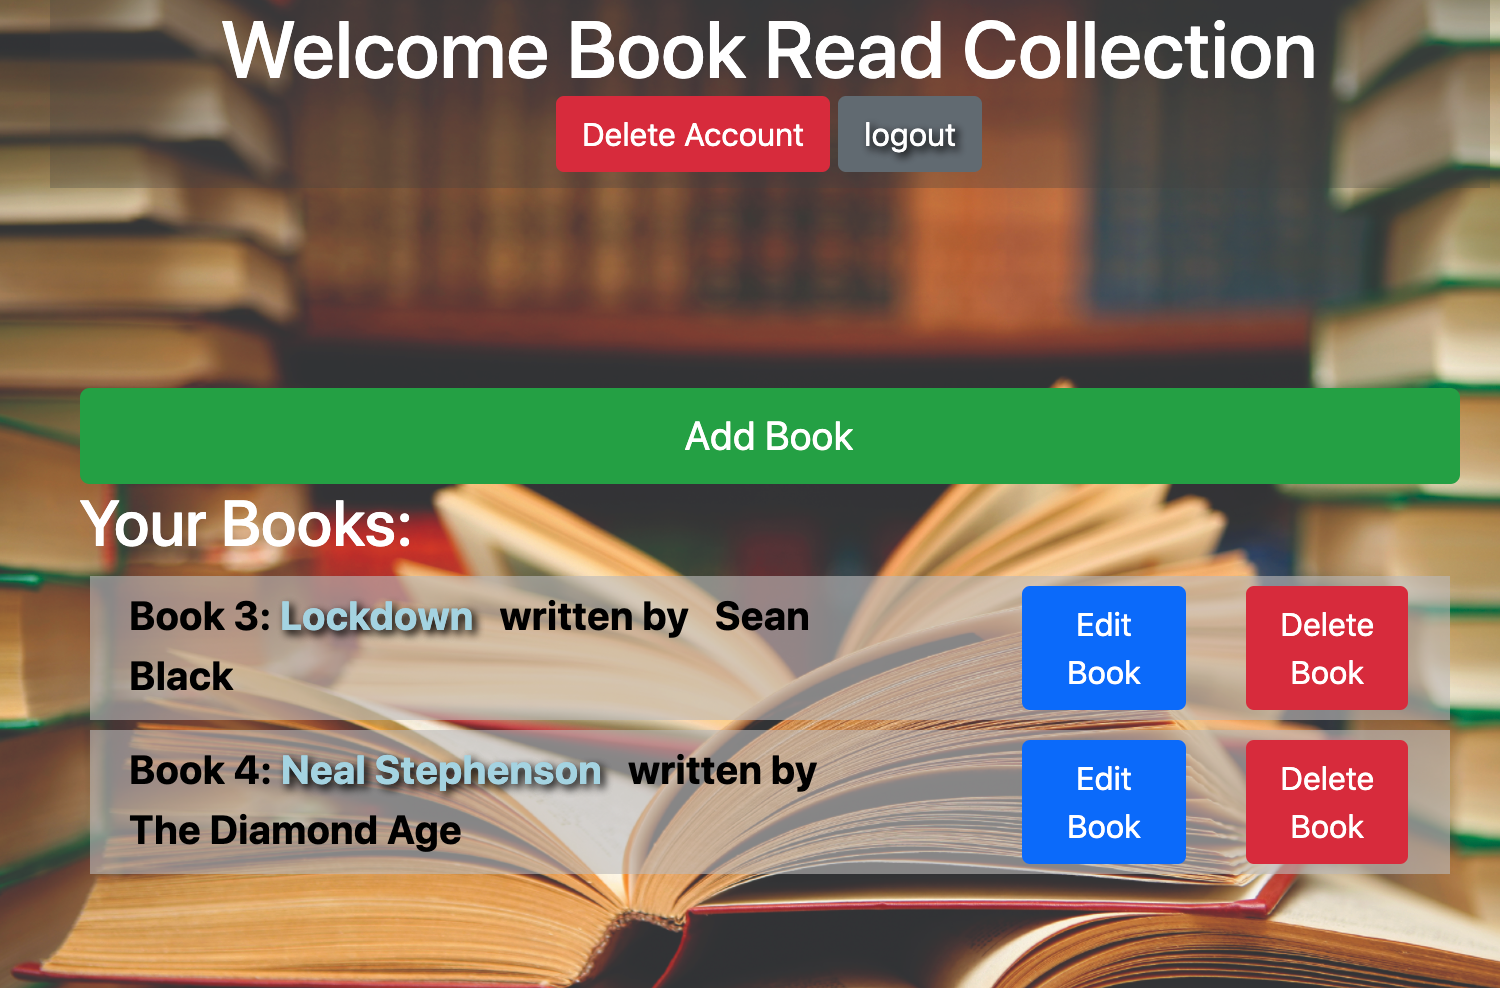 Welcome Book Read Collection
Delete Account
logout
Add Book
Your Books:
Book 3: Lockdown written by Sean
Black
Edit
Book
Delete
Book
Book 4: Neal Stephenson written by
The Diamond Age
Edit
Book
Delete
Book